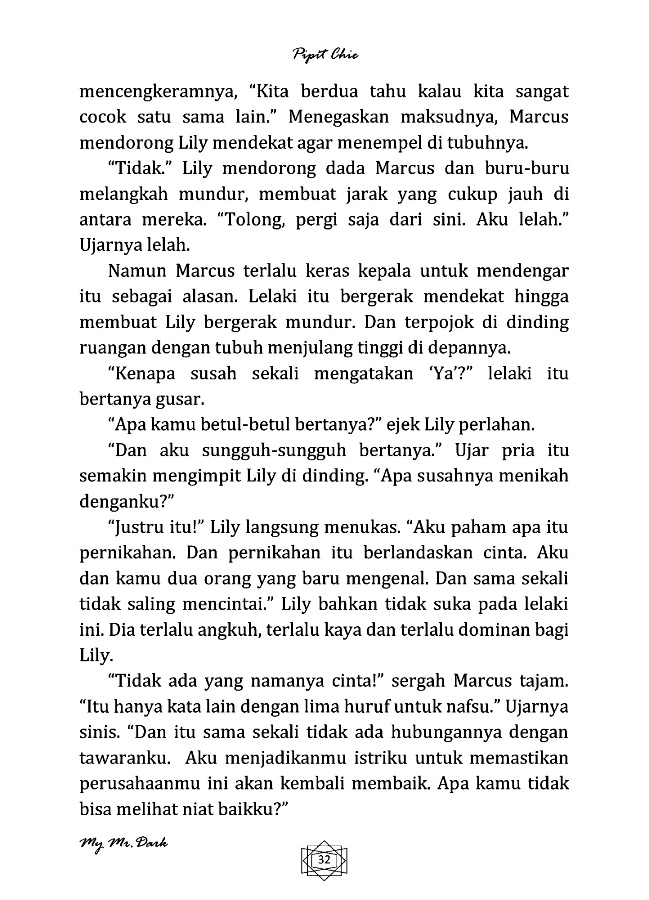 Pipit Chie
mencengkeramnya, “Kita berdua tahu kalau kita sangat
cocok satu sama lain.” Menegaskan maksudnya, Marcus
mendorong Lily mendekat agar menempel di tubuhnya.
“Tidak.” Lily mendorong dada Marcus dan buru-buru
melangkah mundur, membuat jarak yang cukup jauh di
antara mereka. “Tolong, pergi saja dari sini. Aku lelah.”
Ujarnya lelah.
Namun Marcus terlalu keras kepala untuk mendengar
itu sebagai alasan. Lelaki itu bergerak mendekat hingga
membuat Lily bergerak mundur. Dan terpojok di dinding
ruangan dengan tubuh menjulang tinggi di depannya.
“Kenapa susah sekali mengatakan ‘Ya’?” lelaki itu
bertanya gusar.
“Apa kamu betul-betul bertanya?” ejek Lily perlahan.
“Dan aku sungguh-sungguh bertanya.” Ujar pria itu
semakin mengimpit Lily di dinding. “Apa susahnya menikah
denganku?”
“Justru itu!” Lily langsung menukas. “Aku paham apa itu
pernikahan. Dan pernikahan itu berlandaskan cinta. Aku
dan kamu dua orang yang baru mengenal. Dan sama sekali
tidak saling mencintai.” Lily bahkan tidak suka pada lelaki
ini. Dia terlalu angkuh, terlalu kaya dan terlalu dominan bagi
Lily.
“Tidak ada yang namanya cinta!” sergah Marcus tajam.
“Itu hanya kata lain dengan lima huruf untuk nafsu.” Ujarnya
sinis. “Dan itu sama sekali tidak ada hubungannya dengan
tawaranku. Aku menjadikanmu istriku untuk memastikan
perusahaanmu ini akan kembali membaik. Apa kamu tidak
bisa melihat niat baikku?”
My Mr. Dark
32